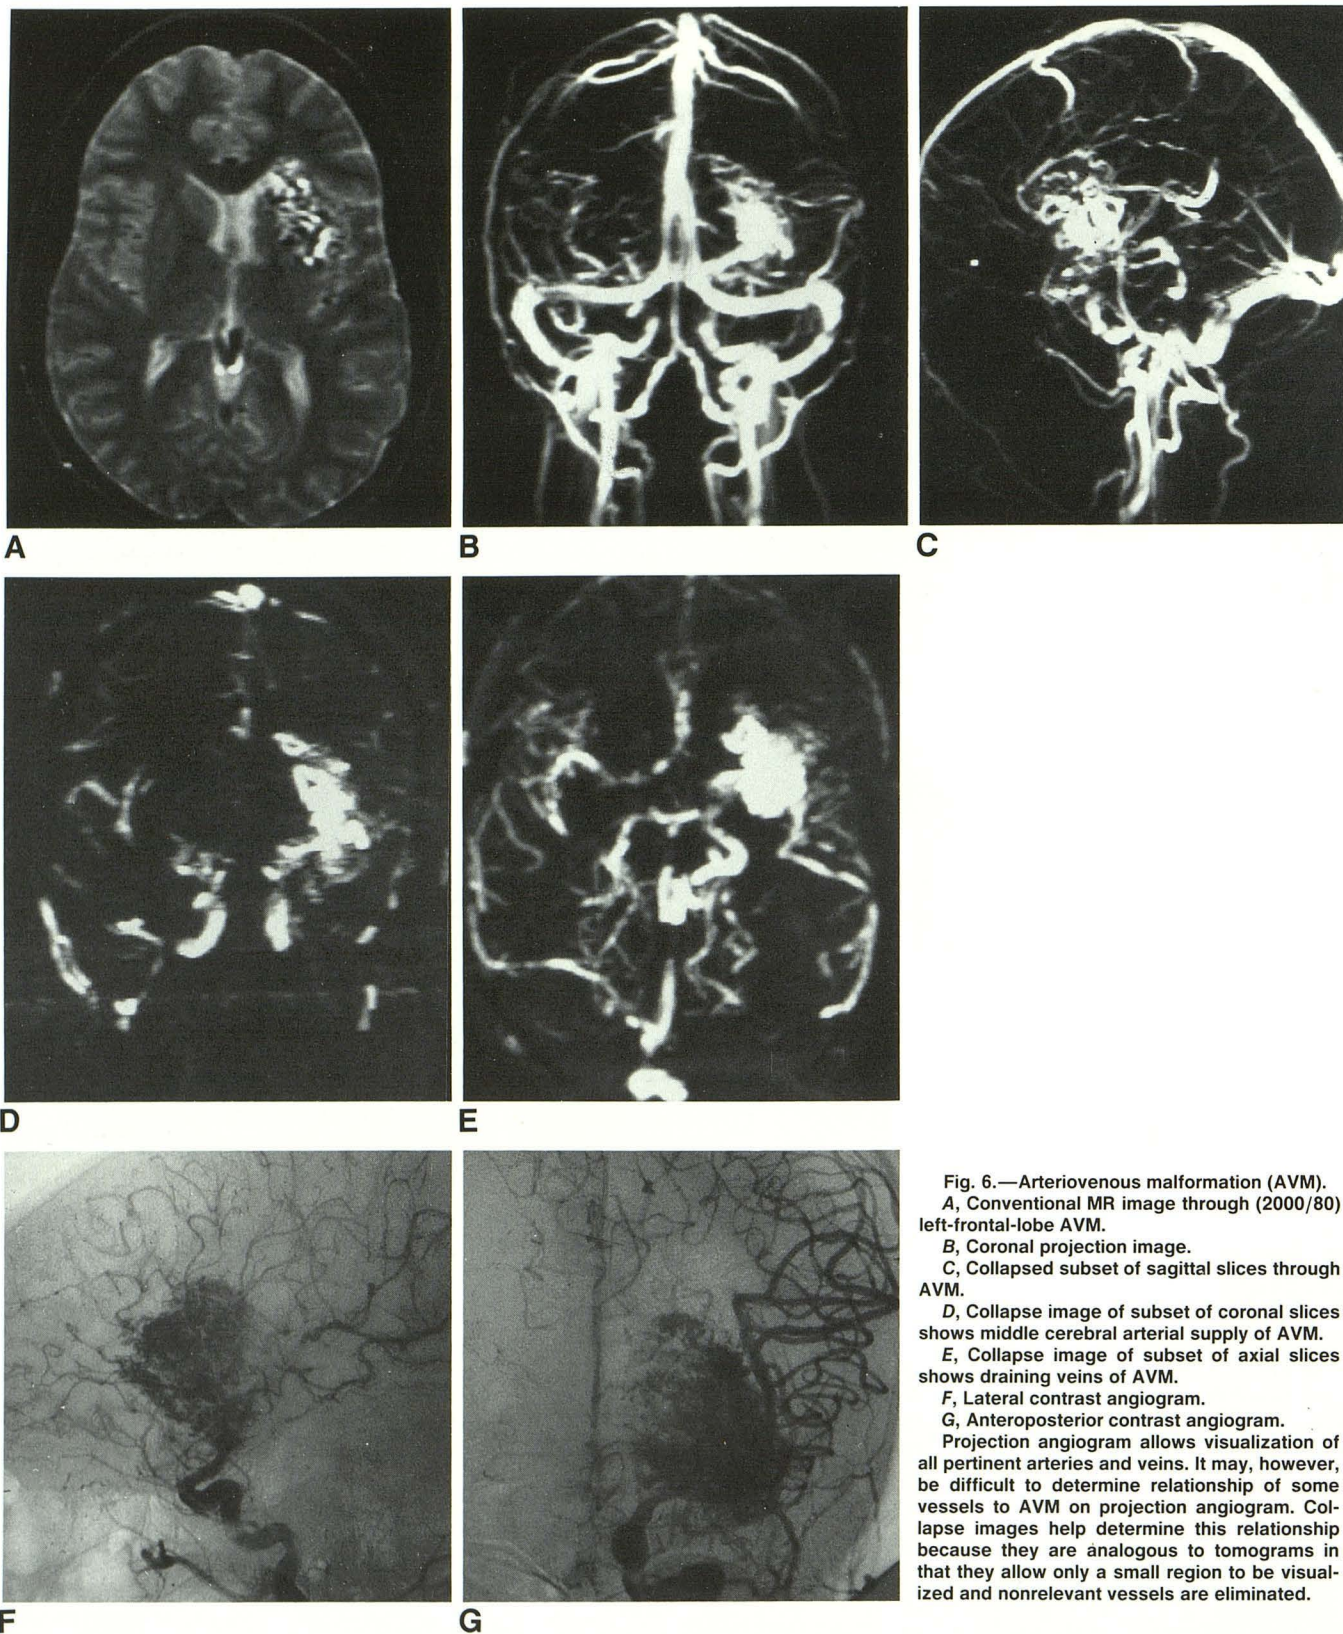 A
B
C
D
E
F
G
Fig. 6.—Arteriovenous malformation (AVM).
A, Conventional MR image through (2000/80)
left-frontal-lobe AVM.
B, Coronal projection image.
C, Collapsed subset of sagittal slices through
AVM.
D, Collapse image of subset of coronal slices
shows middle cerebral arterial supply of AVM.
E, Collapse image of subset of axial slices
shows draining veins of AVM.
F, Lateral contrast angiogram.
G, Anteroposterior contrast angiogram.
Projection angiogram allows visualization of
all pertinent arteries and veins. It may, however,
be difficult to determine relationship of some
vessels to AVM on projection angiogram. Col-
lapse images help determine this relationship
because they are analogous to tomograms in
that they allow only a small region to be visual-
ized and nonrelevant vessels are eliminated.